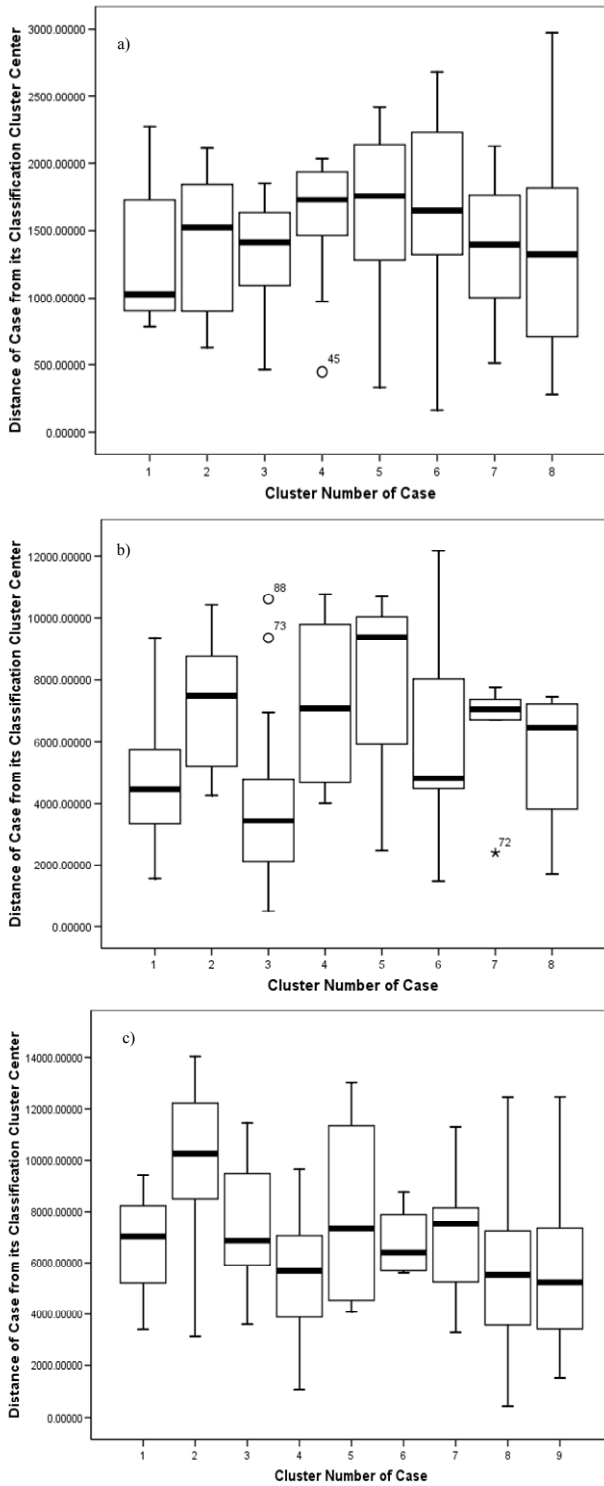 a)
3000.00000
2500.00000
2000.00000
1500.00000
1000.00000
500.00000
0.00000
Distance of Case from its Classification Cluster Center
45
1 2 3 4 5 6 7 8
Cluster Number of Case
b)
12000.00000
10000.00000
8000.00000
6000.00000
4000.00000
2000.00000
0.00000
Distance of Case from its Classification Cluster Center
88
73
72
1 2 3 4 5 6 7 8
Cluster Number of Case
c)
14000.00000
12000.00000
10000.00000
8000.00000
6000.00000
4000.00000
2000.00000
0.00000
Distance of Case from its Classification Cluster Center
1 2 3 4 5 6 7 8 9
Cluster Number of Case